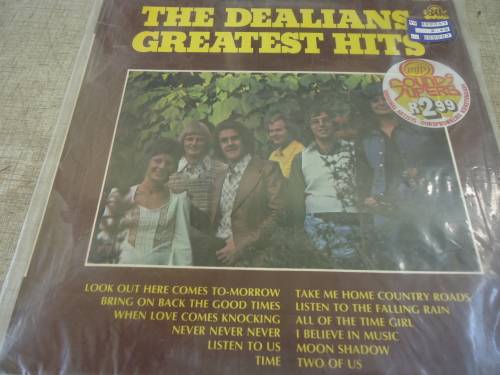 THE DEALIANS
GREATEST HITS
R2.99
LOOK OUT HERE COMES TO-MORROW
BRING ON BACK THE GOOD TIMES
WHEN LOVE COMES KNOCKING
NEVER NEVER NEVER
LISTEN TO US
TIME
TAKE ME HOME COUNTRY ROADS
LISTEN TO THE FALLING RAIN
ALL OF THE TIME GIRL
I BELIEVE IN MUSIC
MOON SHADOW
TWO OF US